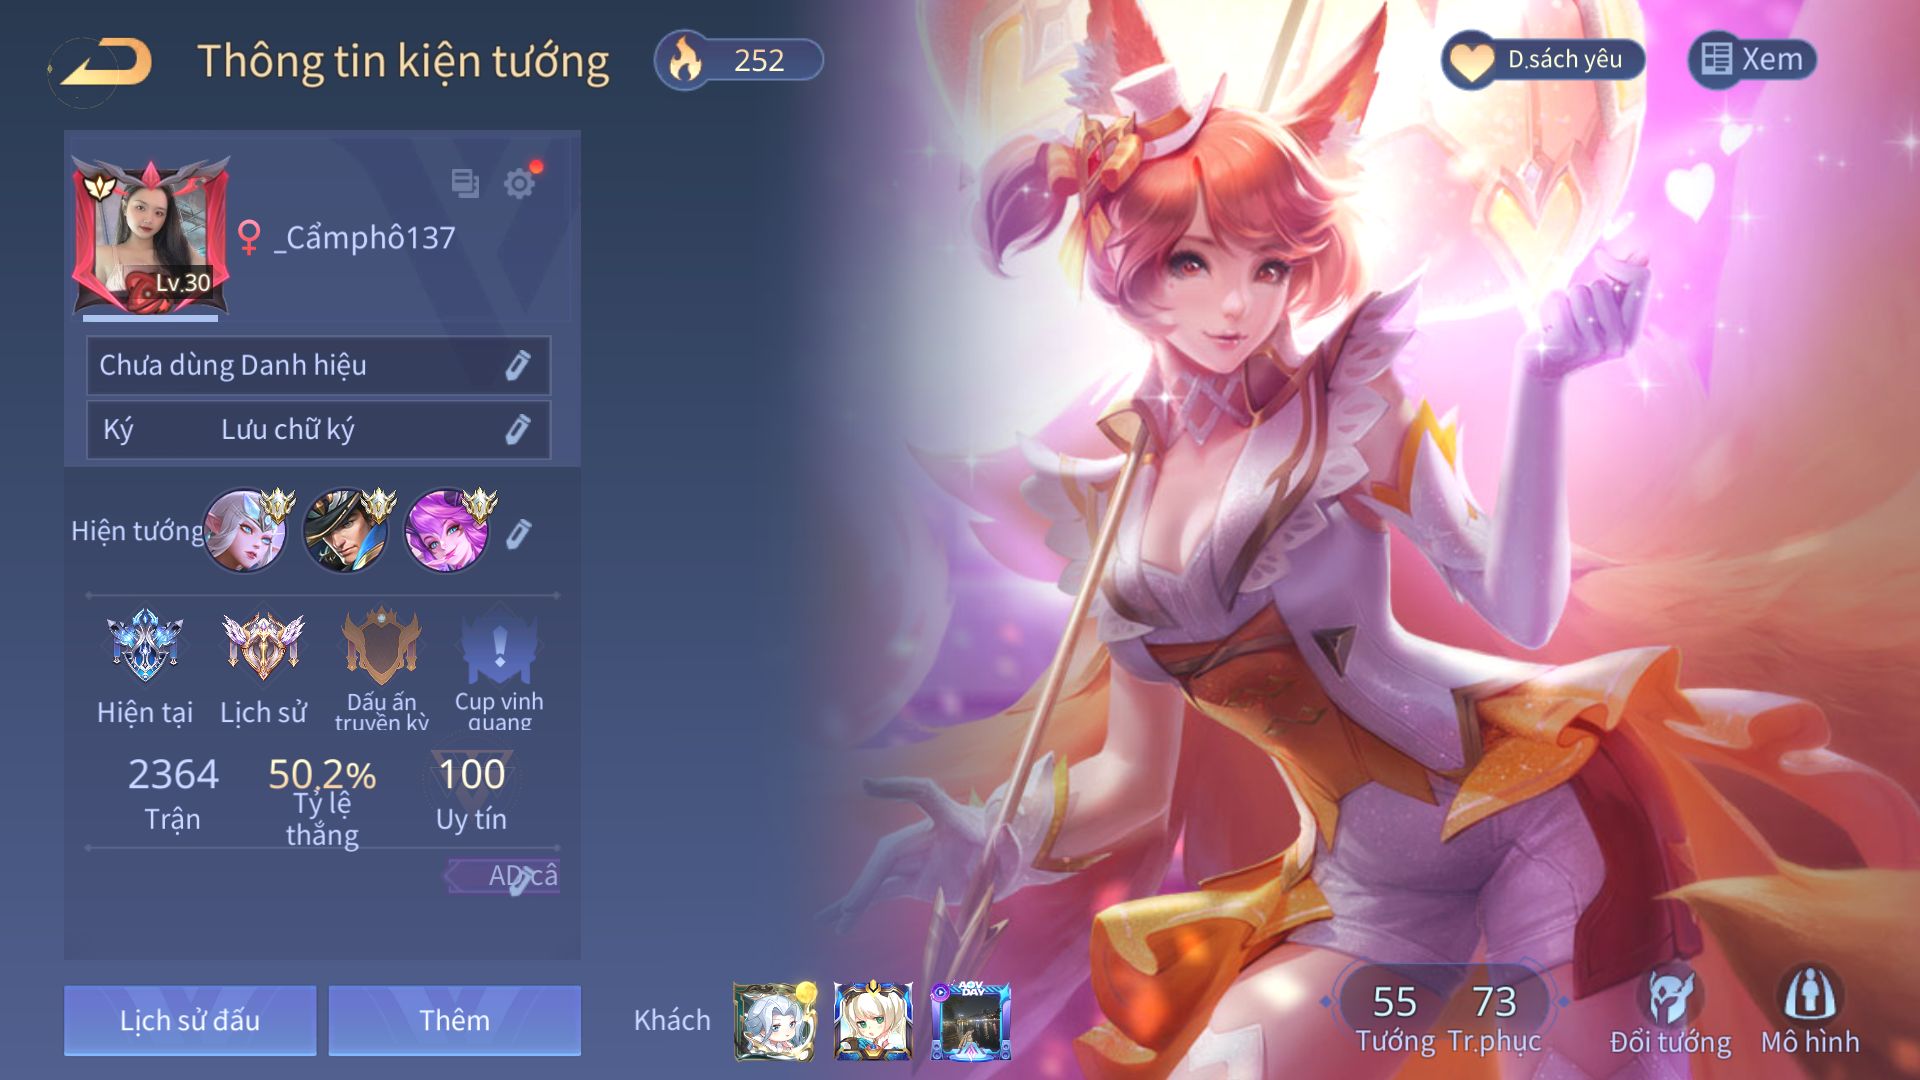 Thông tin kiện tướng
252
D.sách yêu
Xem
Lv.30
_Cẩmphô137
Chưa dùng Danh hiệu
Ký Lưu chữ ký
Hiện tướng
Hiện tại
Lịch sử
Dấu ấn
truyền kỳ
Cup vinh
quang
2364
Trận
50.2%
Tỷ lệ
thắng
100
Uy tín
AD câ
Lịch sử đấu
Thêm
Khách
AOV
DAY
55
Tướng
73
Tr.phục
Đổi tướng
Mô hình